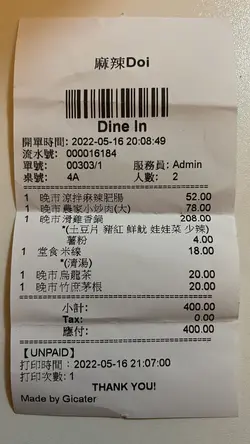 麻辣Doi
Dine In
開單時間: 2022-05-16 20:08:49
流水號: 000016184
單號: 00303/1 服務員: Admin
桌號: 4A 人數: 2
1 晚市涼拌麻辣肥腸 52.00
1 晚市農家小炒肉(大) 78.00
1 晚市滑雞香鍋 208.00
*(土豆片 豬紅 鮮魷 娃娃菜 少辣)
薯粉 4.00
1 堂食米線 18.00
*(清湯)
1 晚市烏龍茶 20.00
1 晚市竹庶茅根 20.00
小計: 400.00
Tax: 0.00
應付: 400.00
【UNPAID】
打印時間: 2022-05-16 21:07:00
打印次數: 1
THANK YOU!
Made by Gicater